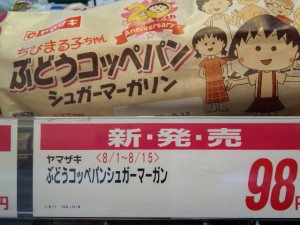 ヤマザキ
20th
Anniversary
ちびまる子ちゃん
ぶどうコッペパン
シュガーマーガリン
新・発・売
ヤマザキ <8/1~8/15>
ぶどうコッペパンシュガーマーガン
98
円
円